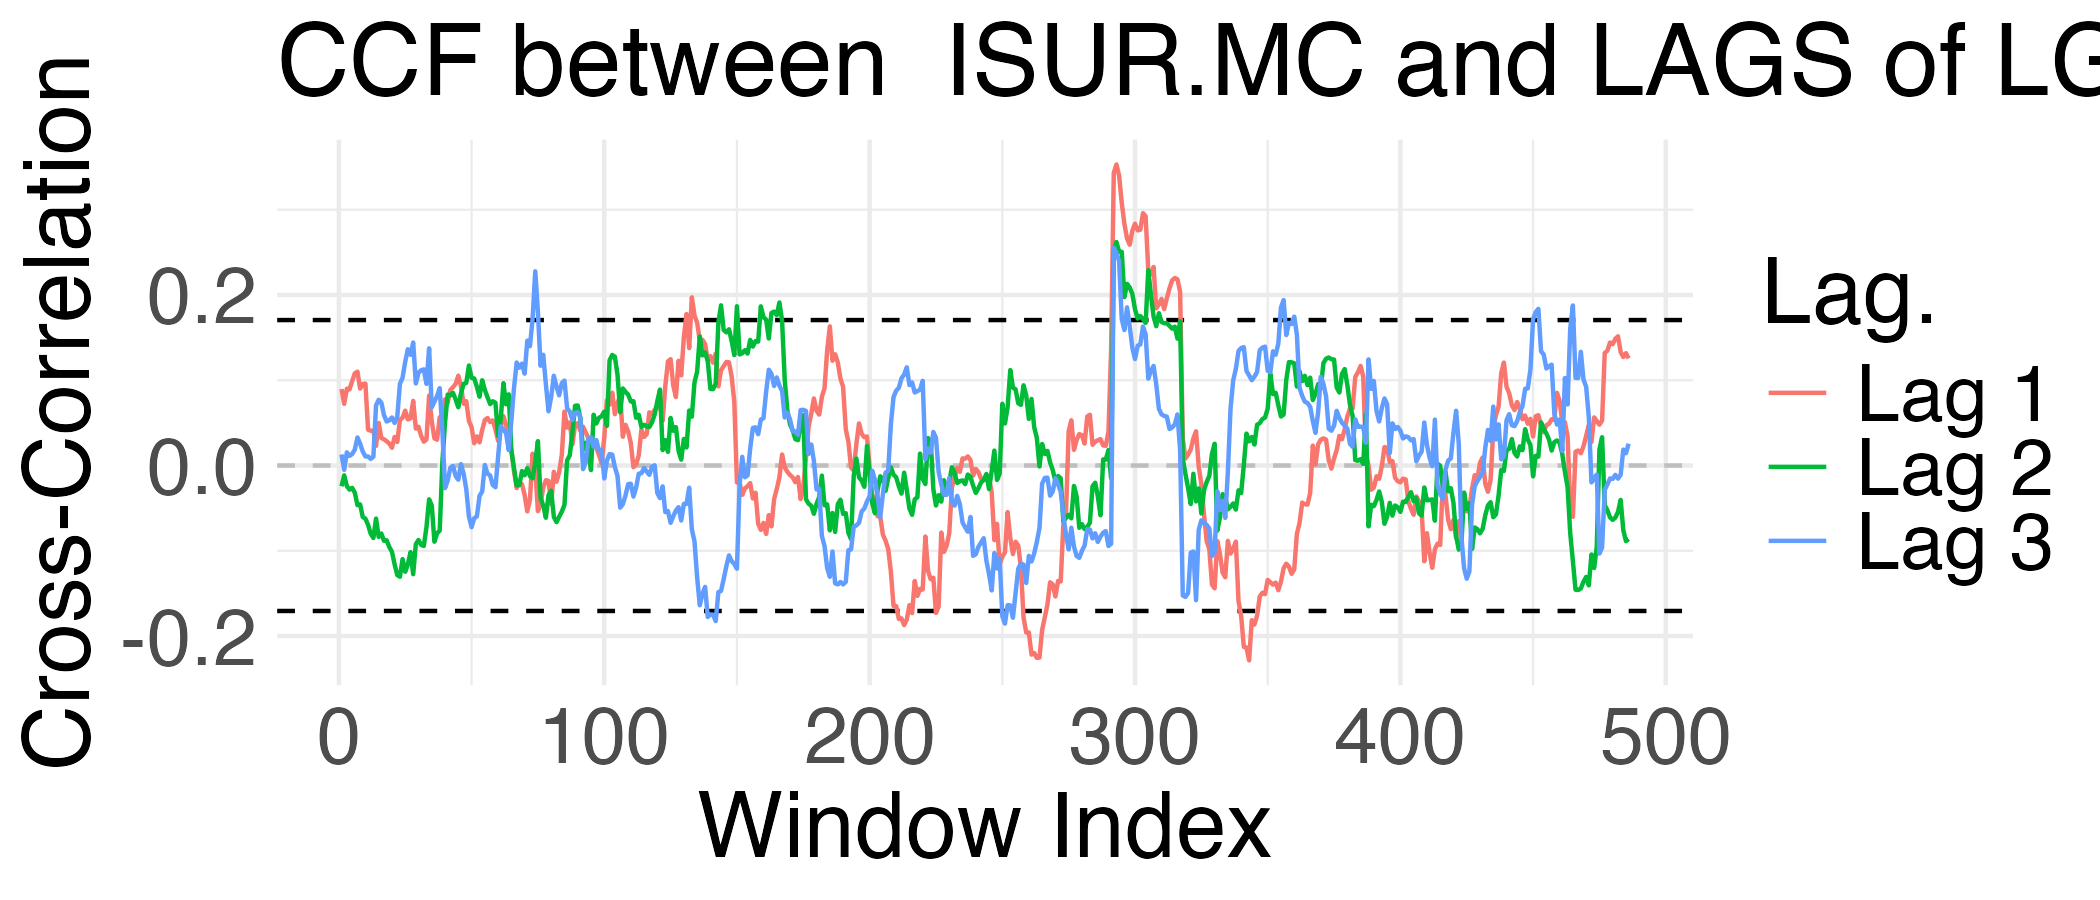 CCF between ISUR.MC and LAGS of LG
Cross-Correlation
0.2
0.0
-0.2
0
100
200
300
400
500
Window Index
Lag.
Lag 1
Lag 2
Lag 3